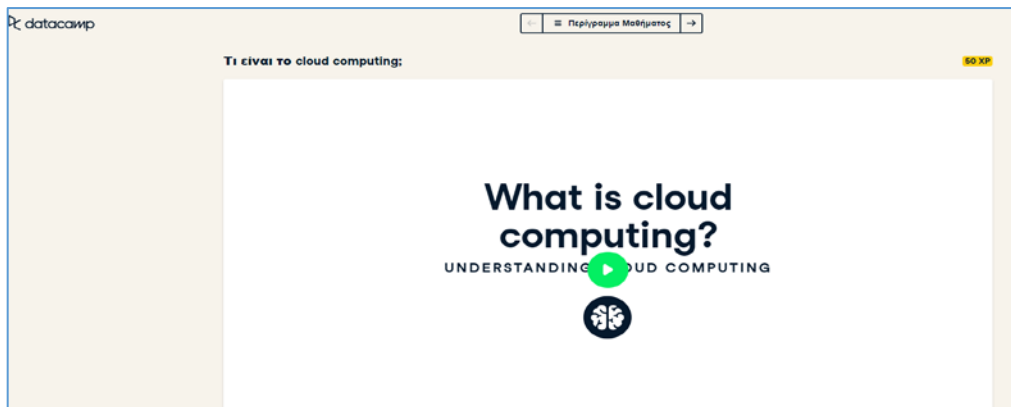 datacamp
Περίγραμμα Μαθήματος
Τι είναι το cloud computing;
50 XP
What is cloud
computing?
UNDERSTANDING COMPUTING